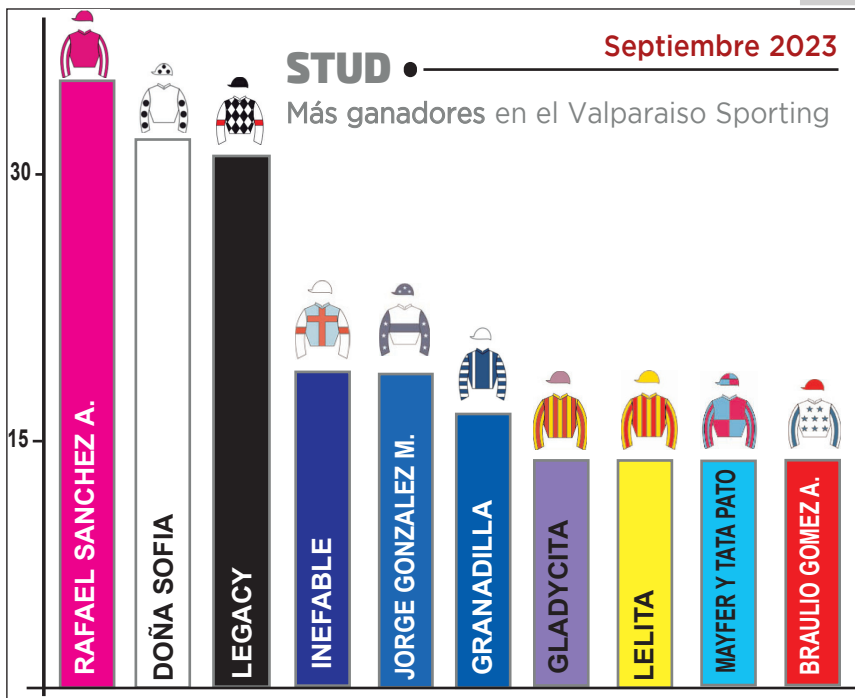 Septiembre 2023
STUD
Más ganadores en el Valparaiso Sporting
30
15
RAFAEL SANCHEZ A.
DOÑA SOFIA
LEGACY
INEFABLE
JORGE GONZALEZ M.
GRANADILLA
GLADYCITA
LELITA
MAYFER Y TATA PATO
BRAULIO GOMEZ A.